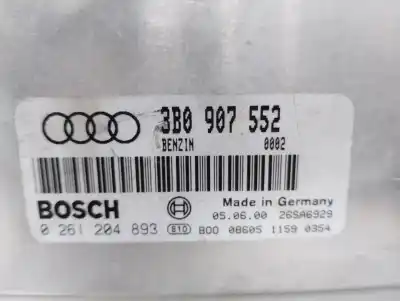 3B0 907 552
BENZIN 0002
BOSCH
Made in Germany
05.06.00 26SA6929
0 261 204 893 B10 B00 08605 1159 0354